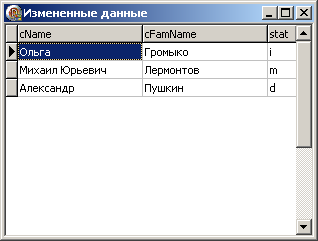 Измененные данные
cName cFamName stat
Ольга Громыко i
Михаил Юрьевич Лермонтов m
Александр Пушкин d